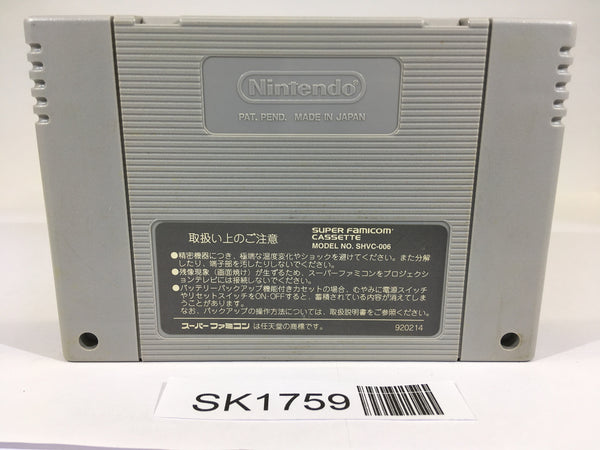 Nintendo
PAT. PEND. MADE IN JAPAN
取扱い上のご注意
SUPER FAMICOM
CASSETTE
MODEL NO. SHVC-006
●精密機器につき、極端な温度変化やショックを避けてください。また分解
したり、端子部を汚したりしないでください。
●残像現象(画面焼け)が生ずるため、スーパーファミコンをプロジェクシ
ョンテレビには接続しないでください。
●バッテリーバックアップ機能付きカセットの場合、むやみに電源スイッチ
やリセットスイッチをON・OFFすると、蓄積されている内容が消えてしま
うことがあります。
なお、バックアップの操作方法については、取扱説明書をご参照ください。
スーパーファミコン は任天堂の商標です。
920214
SK1759